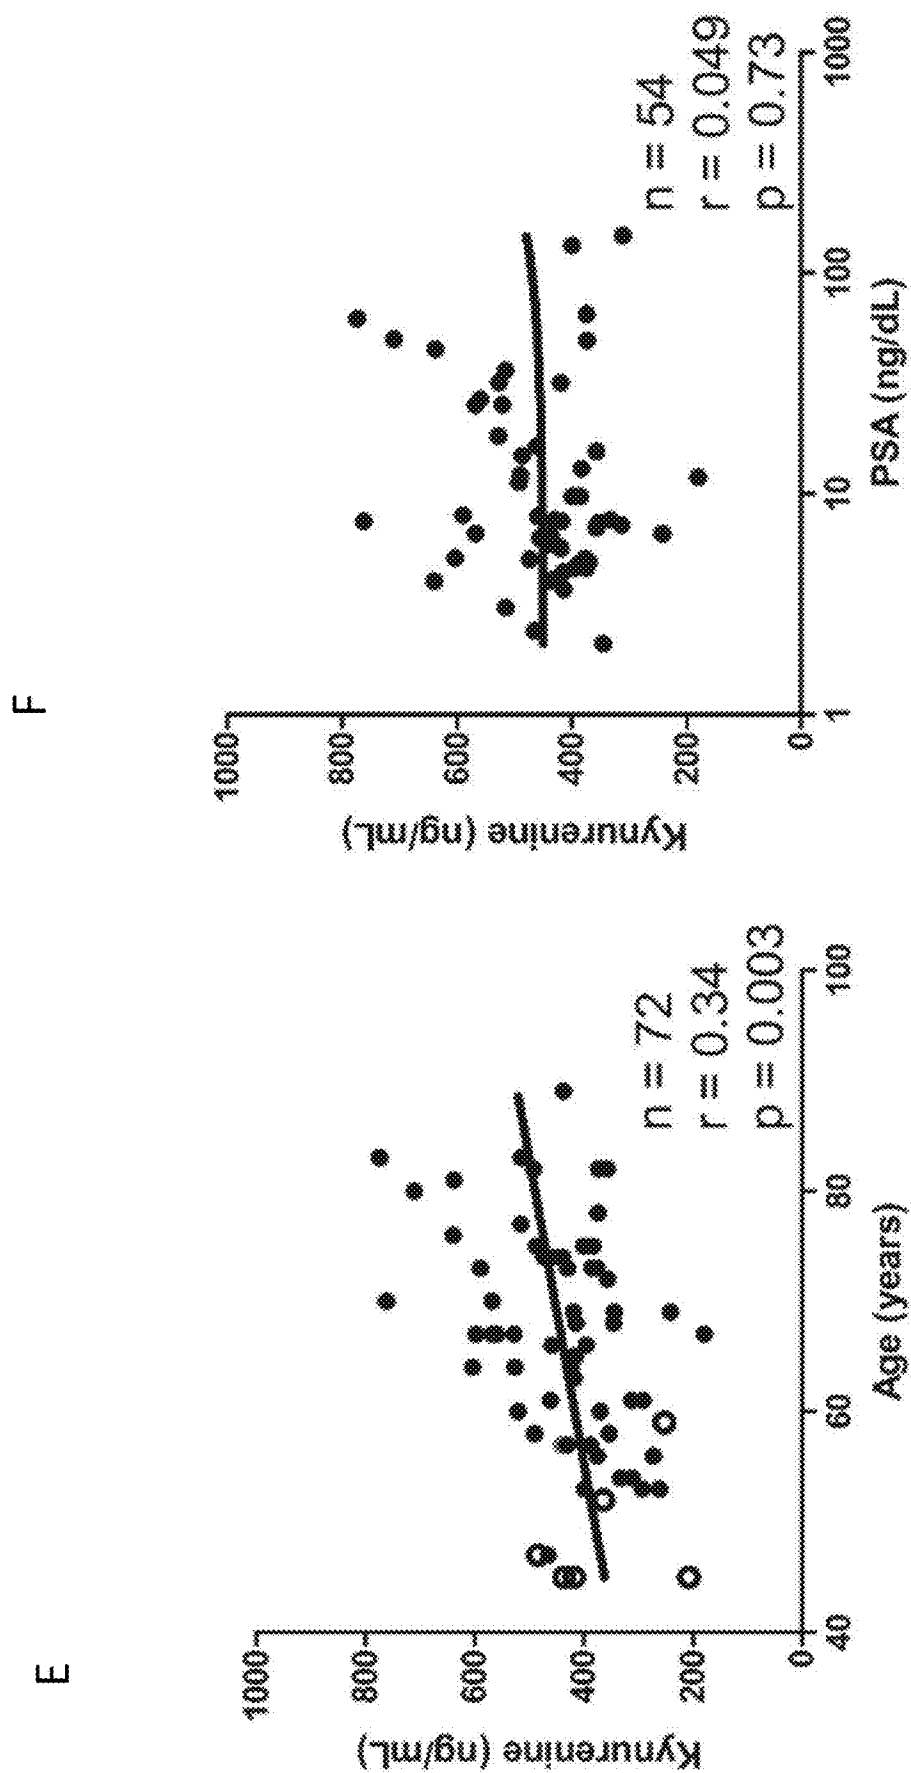 E
Kynurenine (ng/mL)
1000
800
600
400
200
0
40
60
80
100
Age (years)
n = 72
r = 0.34
p = 0.003
F
Kynurenine (ng/mL)
1000
800
600
400
200
0
1
10
100
1000
PSA (ng/dL)
n = 54
r = 0.049
p = 0.73